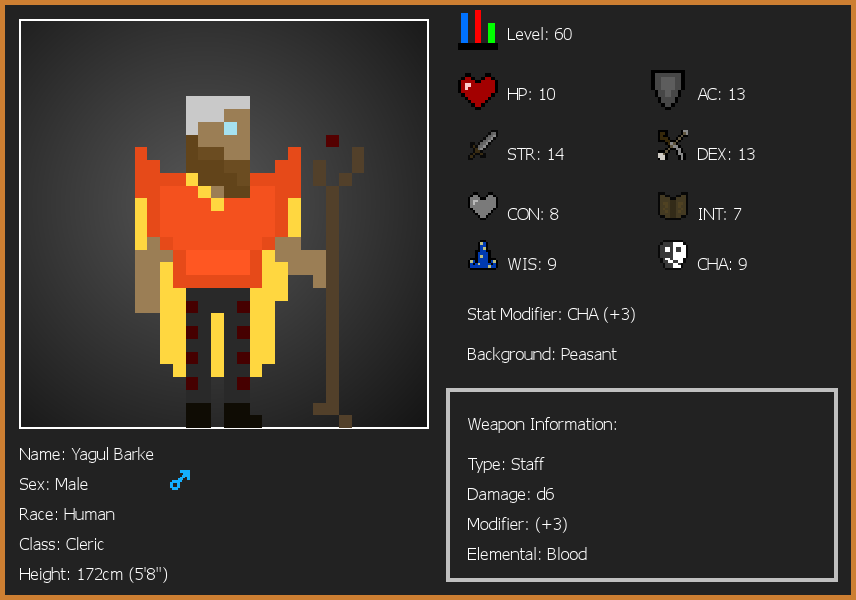 Level: 60
HP: 10
AC: 13
STR: 14
DEX: 13
CON: 8
INT: 7
WIS: 9
CHA: 9
Stat Modifier: CHA (+3)
Background: Peasant
Weapon Information:
Type: Staff
Damage: d6
Modifier: (+3)
Elemental: Blood
Name: Yagul Barke
Sex: Male
Race: Human
Class: Cleric
Height: 172cm (5'8")